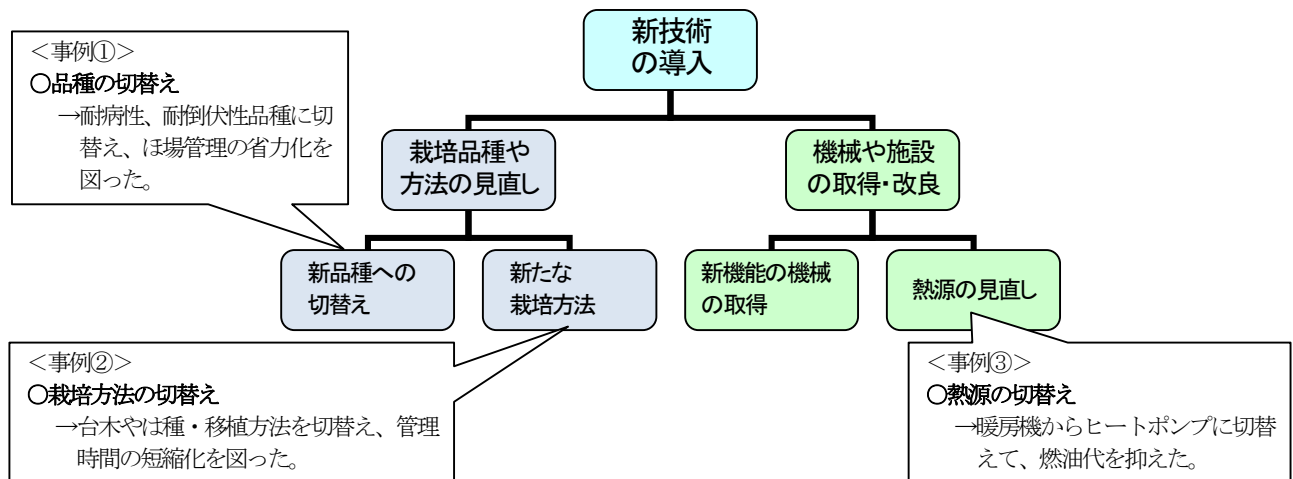 新技術
の導入
＜事例①＞
○品種の切替え
→耐病性、耐倒伏性品種に切
替え、ほ場管理の省力化を
図った。
栽培品種や
方法の見直し
機械や施設
の取得・改良
新品種への
切替え
新たな
栽培方法
新機能の機械
の取得
熱源の見直し
＜事例②＞
○栽培方法の切替え
→台木やは種・移植方法を切替え、管理
時間の短縮化を図った。
＜事例③＞
○熱源の切替え
→暖房機からヒートポンプに切替
えて、燃油代を抑えた。